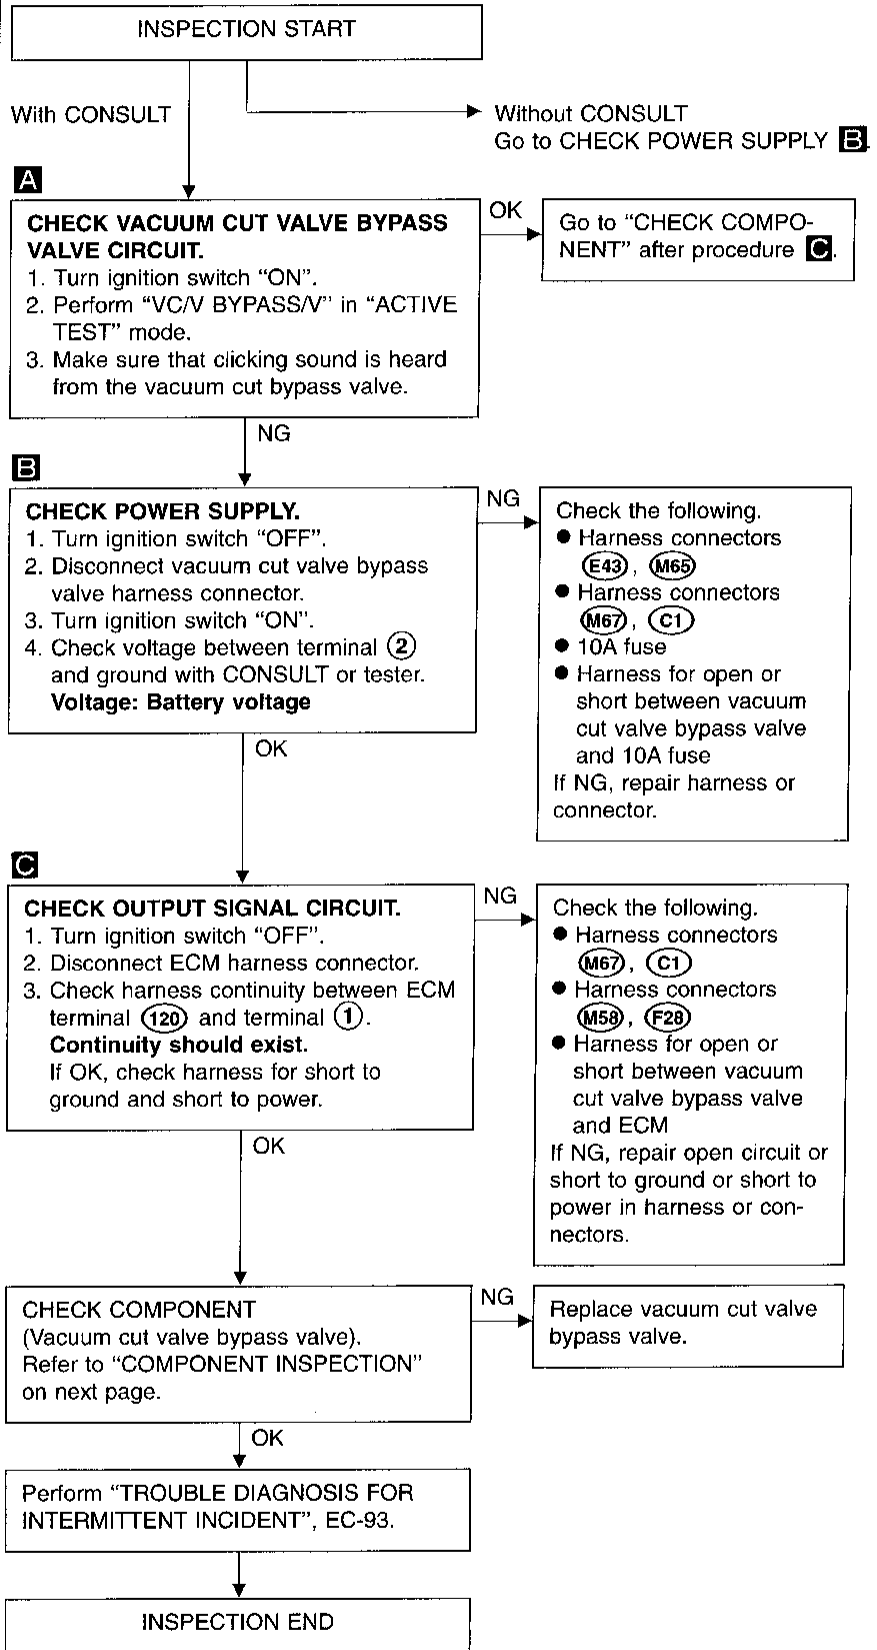 INSPECTION START
With CONSULT
Without CONSULT
Go to CHECK POWER SUPPLY B.
A
CHECK VACUUM CUT VALVE BYPASS
VALVE CIRCUIT.
1. Turn ignition switch “ON”.
2. Perform “VC/V BYPASS/V” in “ACTIVE
TEST” mode.
3. Make sure that clicking sound is heard
from the vacuum cut bypass valve.
OK
Go to “CHECK COMPO-
NENT” after procedure C.
NG
B
CHECK POWER SUPPLY.
1. Turn ignition switch “OFF”.
2. Disconnect vacuum cut valve bypass
valve harness connector.
3. Turn ignition switch “ON”.
4. Check voltage between terminal 2
and ground with CONSULT or tester.
Voltage: Battery voltage
NG
Check the following.
● Harness connectors
E43, M65
● Harness connectors
M67, C1
● 10A fuse
● Harness for open or
short between vacuum
cut valve bypass valve
and 10A fuse
If NG, repair harness or
connector.
OK
C
CHECK OUTPUT SIGNAL CIRCUIT.
1. Turn ignition switch “OFF”.
2. Disconnect ECM harness connector.
3. Check harness continuity between ECM
terminal 120 and terminal 1.
Continuity should exist.
If OK, check harness for short to
ground and short to power.
NG
Check the following.
● Harness connectors
M67, C1
● Harness connectors
M58, F28
● Harness for open or
short between vacuum
cut valve bypass valve
and ECM
If NG, repair open circuit or
short to ground or short to
power in harness or con-
nectors.
OK
CHECK COMPONENT
(Vacuum cut valve bypass valve).
Refer to “COMPONENT INSPECTION”
on next page.
NG
Replace vacuum cut valve
bypass valve.
OK
Perform “TROUBLE DIAGNOSIS FOR
INTERMITTENT INCIDENT”, EC-93.
INSPECTION END